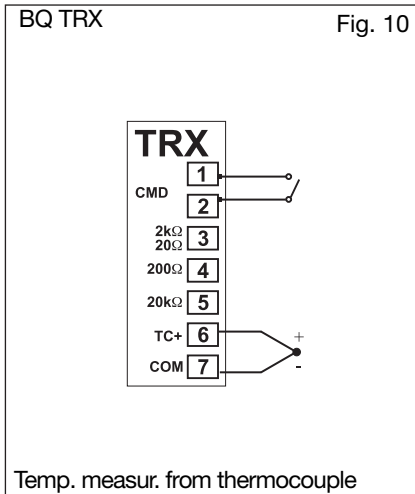 BQ TRX
Fig. 10
TRX
1
CMD
2
2kΩ
20Ω
3
200Ω 4
20kΩ 5
TC+ 6
+
-
COM 7
Temp. measur. from thermocouple